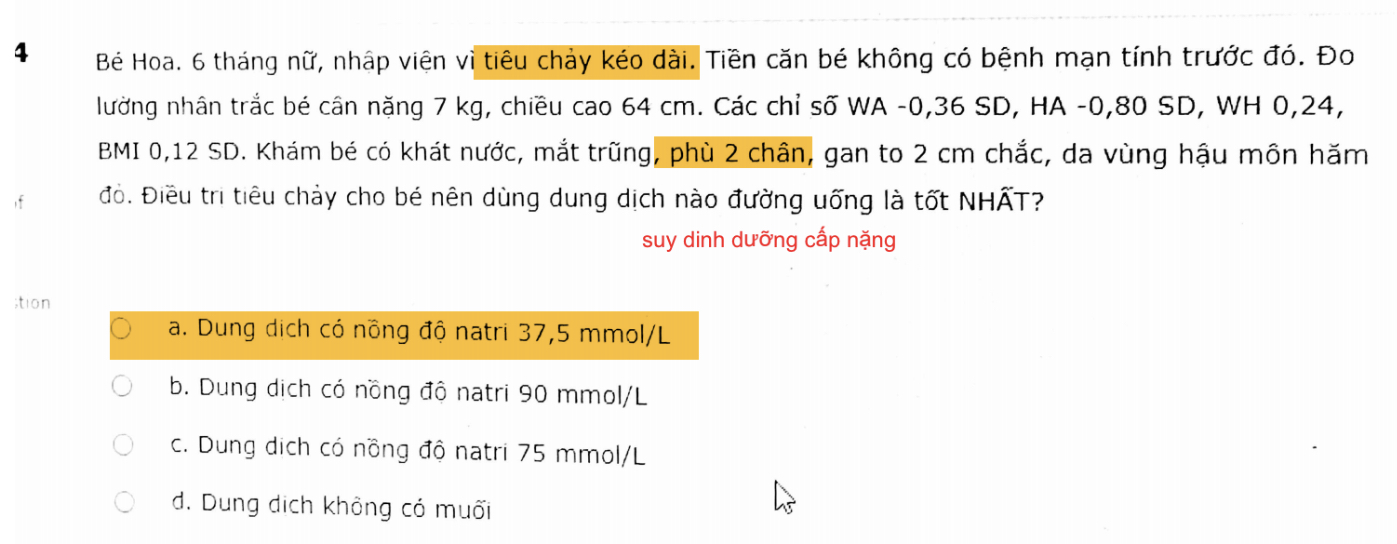 4
Bé Hoa. 6 tháng nữ, nhập viện vì tiêu chảy kéo dài. Tiền căn bé không có bệnh mạn tính trước đó. Đo
lường nhân trắc bé cân nặng 7 kg, chiều cao 64 cm. Các chỉ số WA -0,36 SD, HA -0,80 SD, WH 0,24,
BMI 0,12 SD. Khám bé có khát nước, mắt trũng, phù 2 chân, gan to 2 cm chắc, da vùng hậu môn hăm
of
đỏ. Điều trị tiêu chảy cho bé nên dùng dung dịch nào đường uống là tốt NHẤT?
suy dinh dưỡng cấp nặng
stion
a. Dung dịch có nồng độ natri 37,5 mmol/L
b. Dung dịch có nồng độ natri 90 mmol/L
c. Dung dịch có nồng độ natri 75 mmol/L
d. Dung dịch không có muối